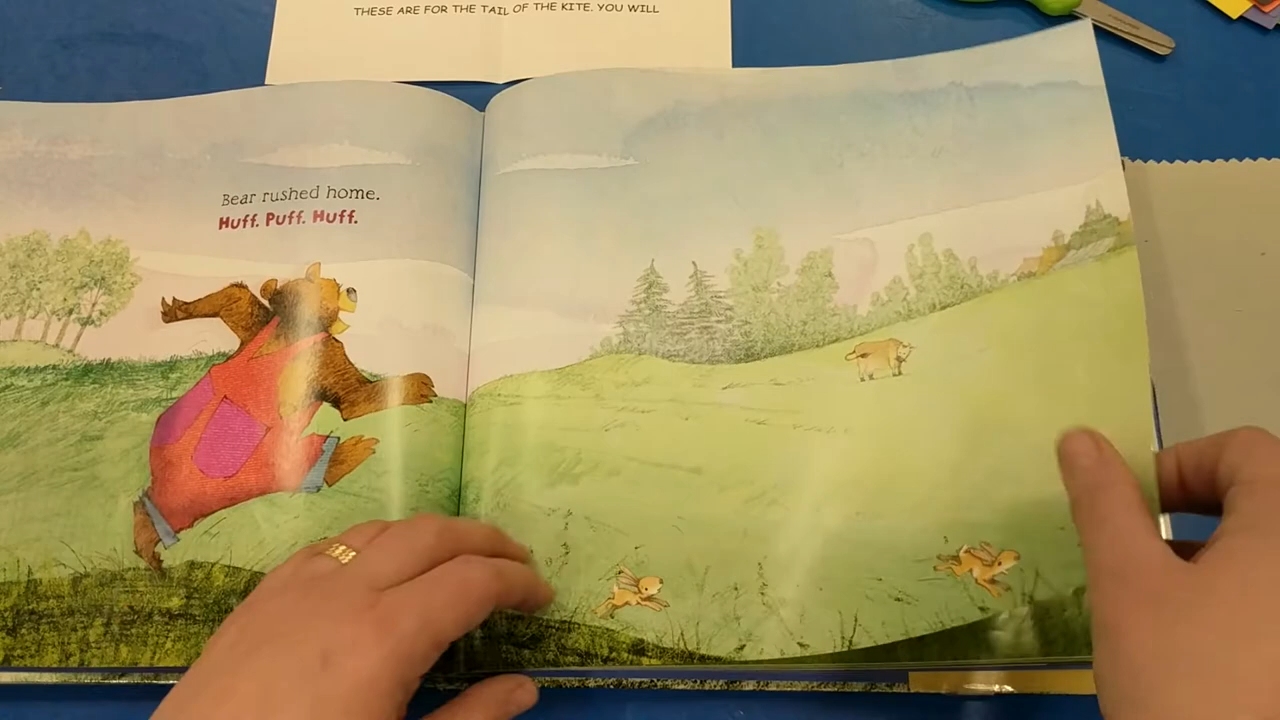 THESE ARE FOR THE TAIL OF THE KITE. YOU WILL
Bear rushed home.
Huff. Puff. Huff.